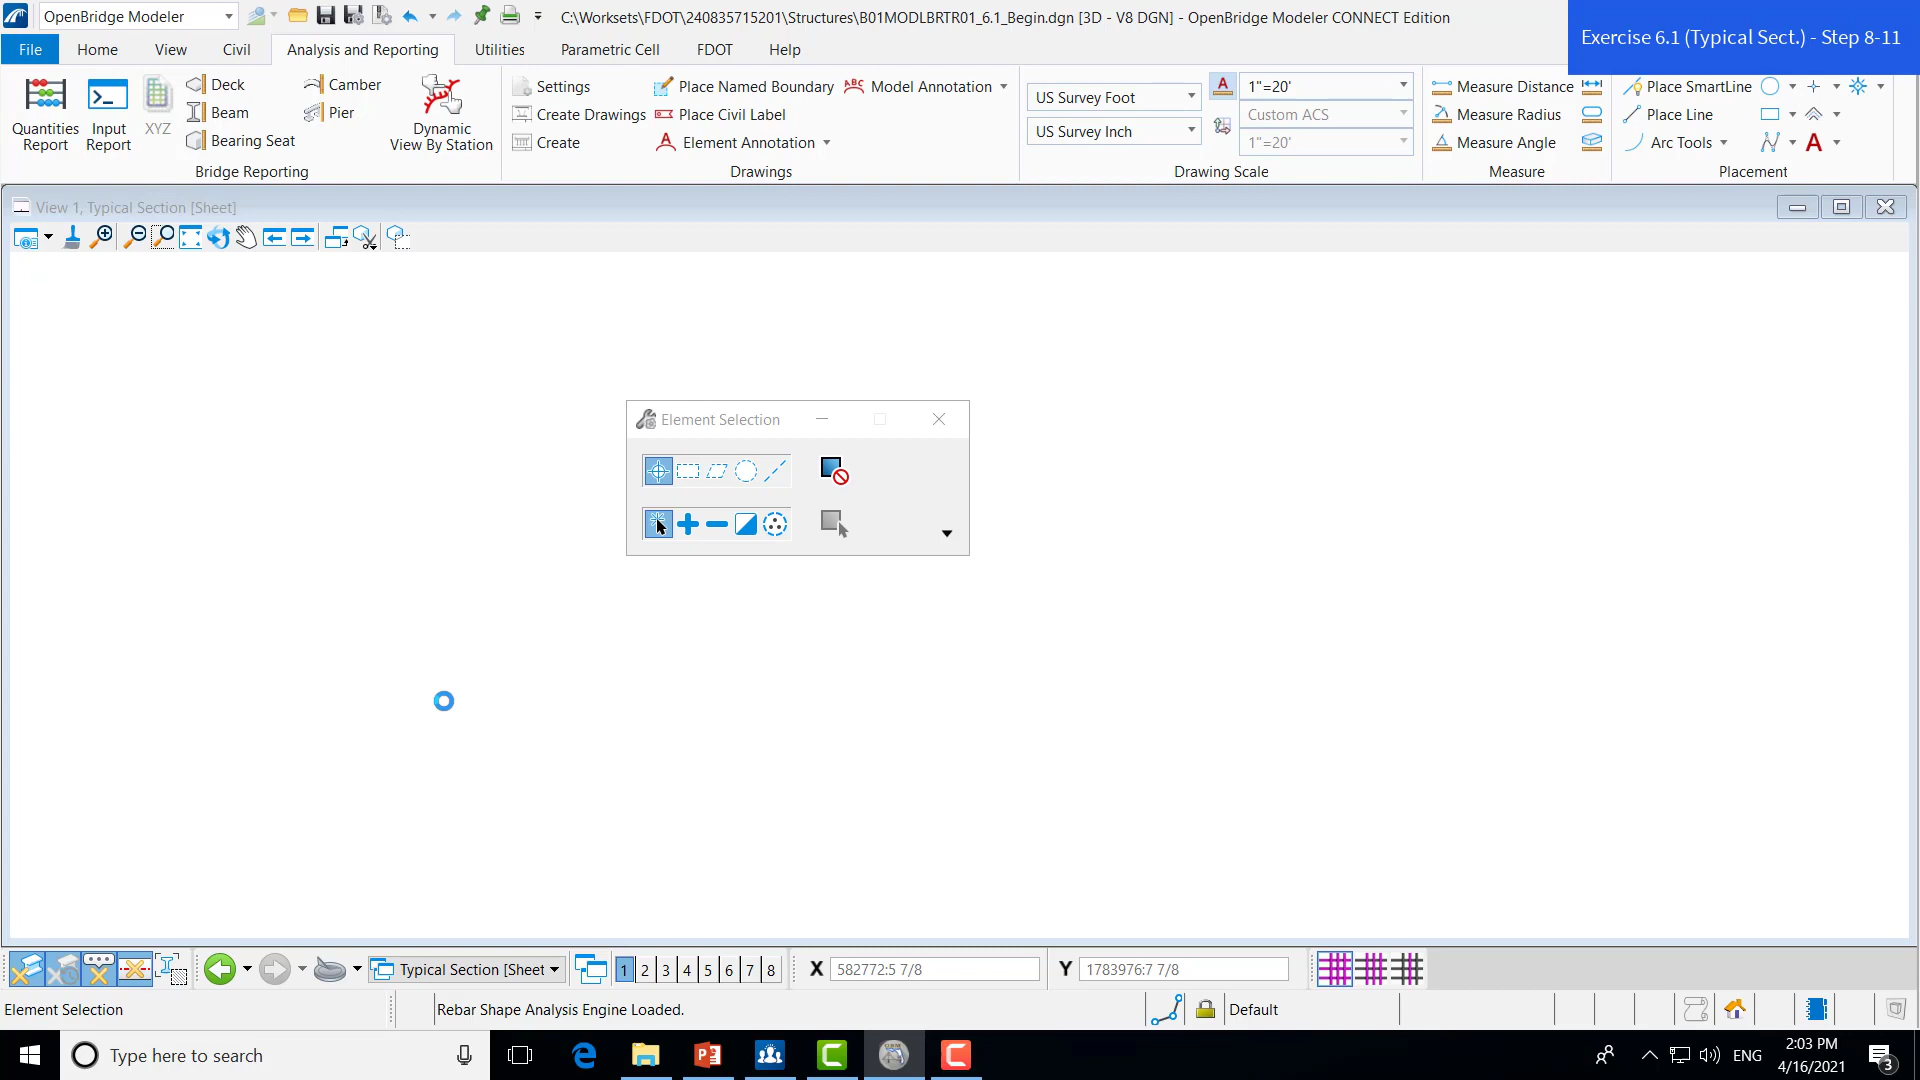 OpenBridge Modeler
C:\Worksets\FDOT\240835715201\Structures\B01MODLBRTR01_6.1_Begin.dgn [3D - V8 DGN] - OpenBridge Modeler CONNECT Edition
Exercise 6.1 (Typical Sect.) - Step 8-11
File Home View Civil Analysis and Reporting Utilities Parametric Cell FDOT Help
Quantities Report
Input Report
XYZ
Deck
Beam
Bearing Seat
Camber
Pier
Dynamic View By Station
Bridge Reporting
Settings
Create Drawings
Create
Place Named Boundary
Place Civil Label
Element Annotation
ABC Model Annotation
Drawings
US Survey Foot
US Survey Inch
1"=20'
Custom ACS
1"=20'
Drawing Scale
Measure Distance
Measure Radius
Measure Angle
Measure
Place SmartLine
Place Line
Arc Tools
Placement
View 1, Typical Section [Sheet]
Element Selection
Typical Section [Sheet
1 2 3 4 5 6 7 8
X 582772:5 7/8
Y 1783976:7 7/8
Element Selection
Rebar Shape Analysis Engine Loaded.
Default
Type here to search
ENG
2:03 PM
4/16/2021
3